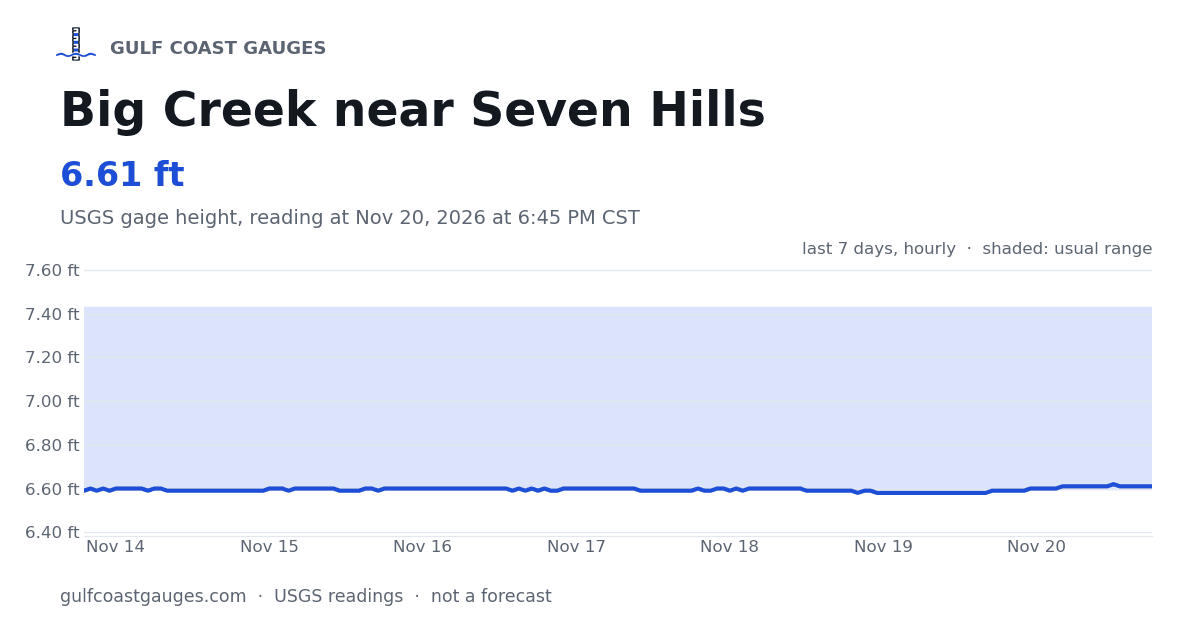 GULF COAST GAUGES
Big Creek near Seven Hills
6.61 ft
USGS gage height, reading at Nov 20, 2026 at 6:45 PM CST
last 7 days, hourly · shaded: usual range
7.60 ft
7.40 ft
7.20 ft
7.00 ft
6.80 ft
6.60 ft
6.40 ft
Nov 14 Nov 15 Nov 16 Nov 17 Nov 18 Nov 19 Nov 20
gulfcoastgauges.com · USGS readings · not a forecast